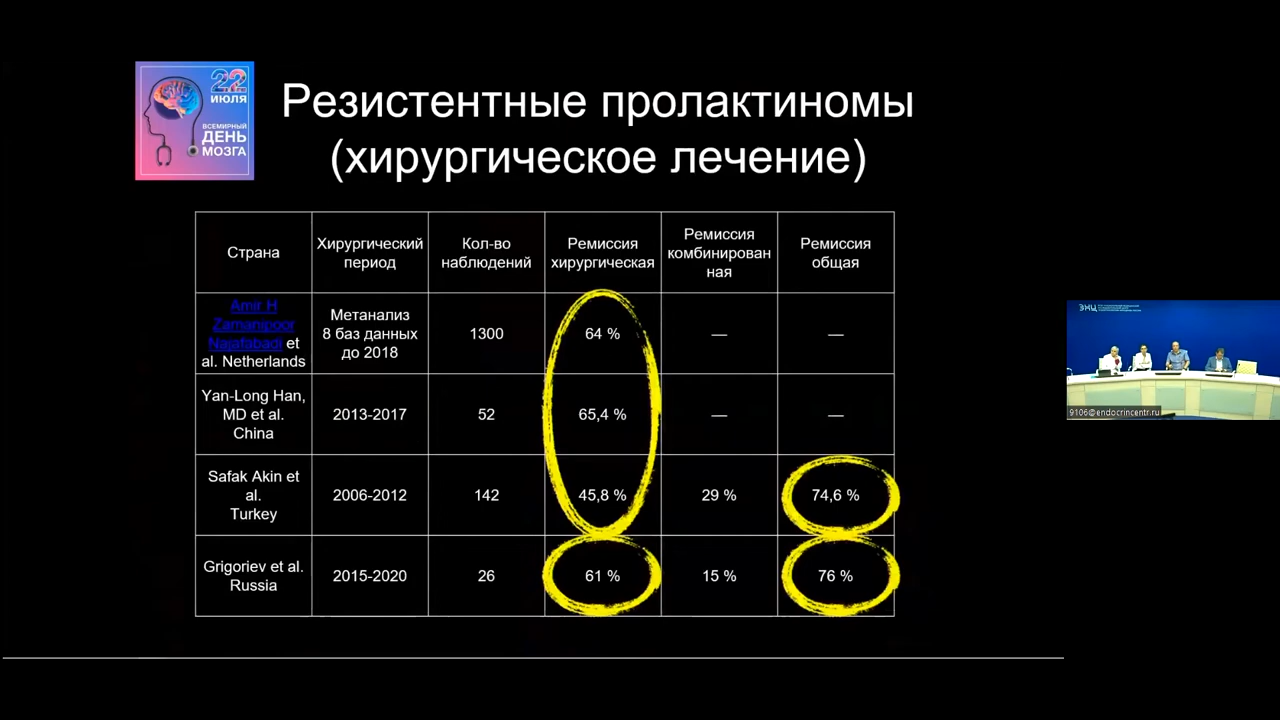 22
ИЮЛЯ
ВСЕМИРНЫЙ
ДЕНЬ
МОЗГА
Резистентные пролактиномы
(хирургическое лечение)
Страна
Хирургический
период
Кол-во
наблюдений
Ремиссия
хирургическая
Ремиссия
комбинирован
ная
Ремиссия
общая
Amir H
Zamanipoor
Najafabadi et
al. Netherlands
Метанализ
8 баз данных
до 2018
1300
64 %
—
—
Yan-Long Han,
MD et al.
China
2013-2017
52
65,4 %
—
—
Safak Akin et
al.
Turkey
2006-2012
142
45,8 %
29 %
74,6 %
Grigoriev et al.
Russia
2015-2020
26
61 %
15 %
76 %
ЭНЦ
9106@endocrincentr.ru